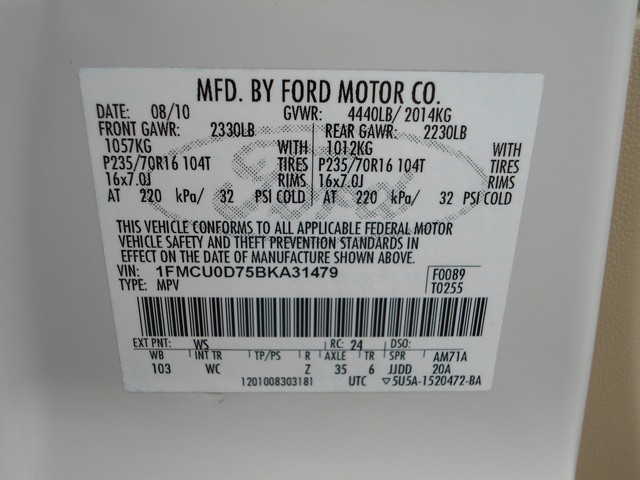 MFD. BY FORD MOTOR CO.
DATE: 08/10 GVWR: 4440LB/ 2014KG
FRONT GAWR: 2330LB REAR GAWR: 2230LB
1057KG WITH 1012KG WITH
P235/70R16 104T TIRES P235/70R16 104T TIRES
16x7.0J RIMS 16x7.0J RIMS
AT 220 kPa/ 32 PSI COLD AT 220 kPa/ 32 PSI COLD
Ford
THIS VEHICLE CONFORMS TO ALL APPLICABLE FEDERAL MOTOR
VEHICLE SAFETY AND THEFT PREVENTION STANDARDS IN
EFFECT ON THE DATE OF MANUFACTURE SHOWN ABOVE.
VIN: 1FMCU0D75BKA31479 F0089
TYPE: MPV T0255
EXT PNT: WS RC: 24 DSO:
WB INT TR TP/PS R AXLE TR SPR AM71A
103 WC Z 35 6 JJDD 20A
1201008303181 UTC ▽5U5A-1520472-BA